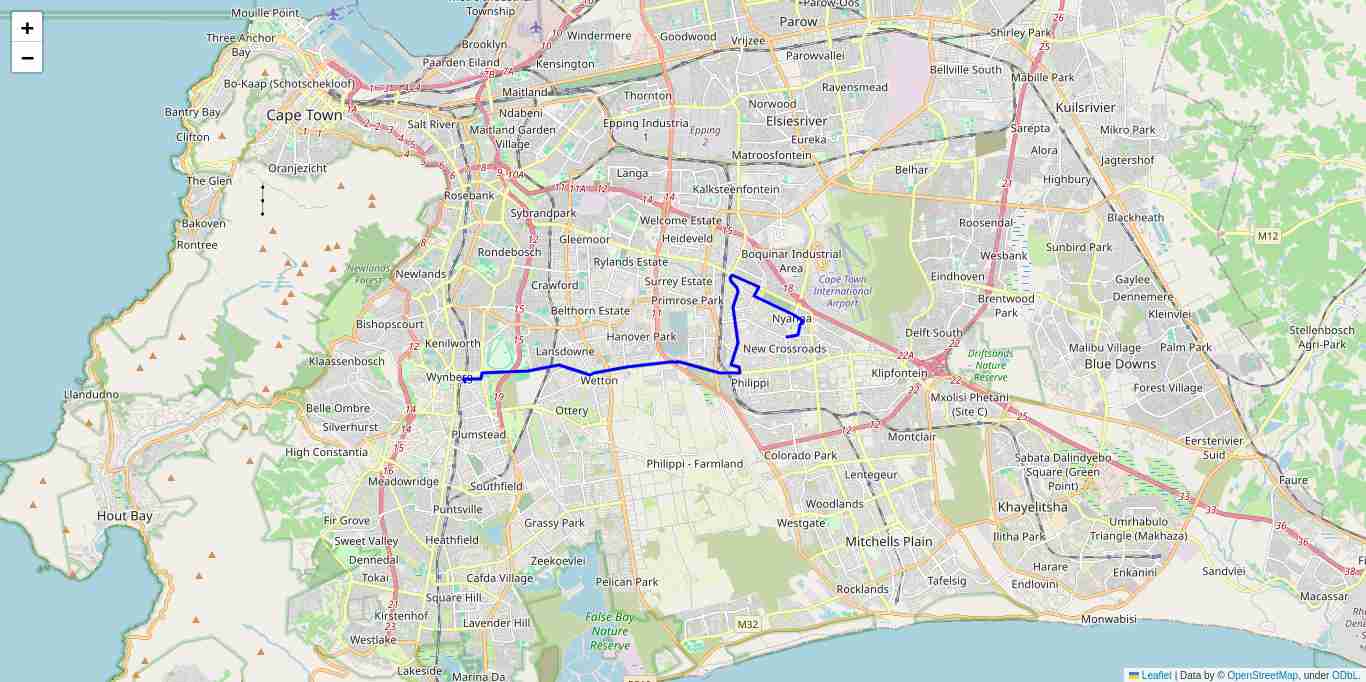 Township
Mouille Point
Parow-Oos
Parow
Three Anchor
Bay
Brooklyn
Windermere
Goodwood
Vrijzee
Shirley Park
Paarden Eiland
Kensington
Parowvallei
Bellville South
Mabille Park
Bo-Kaap (Schotschekloof)
Maitland
Thornton
Norwood
Ravensmead
Kuilsrivier
Bantry Bay
Cape Town
Ndabeni
Salt River
Maitland Garden
Village
Epping Industria
1
Epping
2
Elsiesriver
Eureka
Sarepta
Mikro Park
Clifton
Matroosfontein
Alora
Jagtershof
Oranjezicht
Langa
Belhar
Highbury
The Glen
Rosebank
Kalksteenfontein
Sybrandpark
Welcome Estate
Roosendal
Blackheath
Bakoven
Rontree
Gleemoor
Heideveld
M12
Rondebosch
Rylands Estate
Boquinar Industrial
Area
Sunbird Park
Wesbank
Newlands
Newlands
Forest
Crawford
Surrey Estate
Cape Town
International
Airport
Eindhoven
Gaylee
Brentwood
Park
Dennemere
Primrose Park
Belthorn Estate
Bishopscourt
Nyanga
Kleinvlei
Kenilworth
Hanover Park
Delft South
Stellenbosch
Agri-Park
Lansdowne
New Crossroads
Malibu Village
Klaassenbosch
Driftsands
Nature
Reserve
Blue Downs
Wynberg
Wetton
Philippi
Klipfontein
Forest Village
Llandudno
Mxolisi Phetani
(Site C)
Belle Ombre
Ottery
Silverhurst
Plumstead
Montclair
Eersterivier
Suid
High Constantia
Colorado Park
Sabata Dalindyebo
Square (Green
Point)
Philippi - Farmland
Lentegeur
Meadowridge
Southfield
Faure
Hout Bay
Puntsville
Woodlands
Khayelitsha
Fir Grove
Grassy Park
Westgate
Umrhabulo
Triangle (Makhaza)
Sweet Valley
Heathfield
Mitchells Plain
Ilitha Park
Dennedal
Zeekoevlei
Harare
Enkanini
Sandvlei
Tokai
Cafda Village
Pelican Park
Tafelsig
Endlovini
Rocklands
Macassar
Square Hill
Kirstenhof
False Bay
Nature
Reserve
Lavender Hill
M32
Monwabisi
Westlake
Lakeside
Marina Da
+
−
Leaflet | Data by © OpenStreetMap, under ODbL.